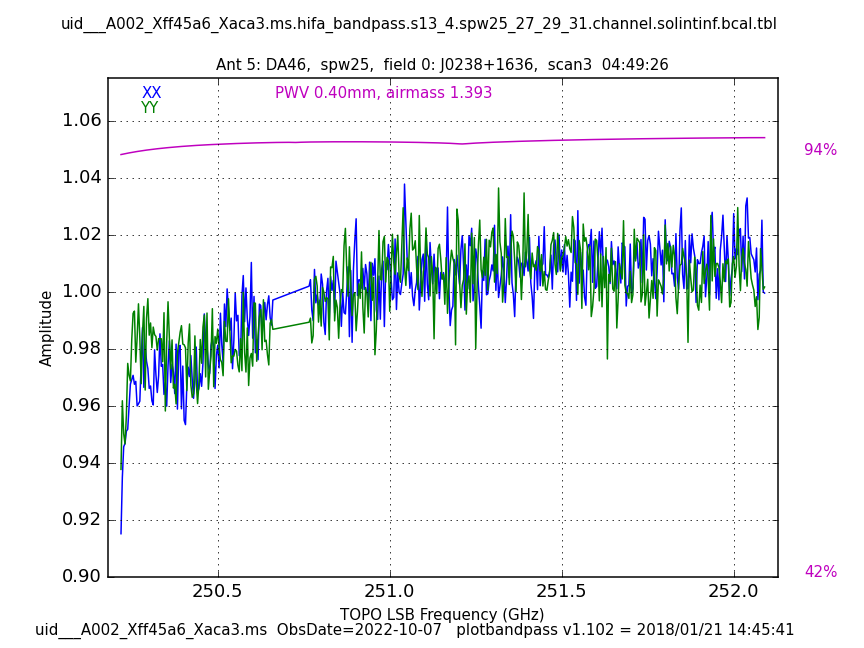 uid___A002_Xff45a6_Xaca3.ms.hifa_bandpass.s13_4.spw25_27_29_31.channel.solintinf.bcal.tbl
Ant 5: DA46, spw25, field 0: J0238+1636, scan3 04:49:26
XX
PWV 0.40mm, airmass 1.393
YY
1.06
94%
1.04
1.02
1.00
Amplitude
0.98
0.96
0.94
0.92
0.90
42%
250.5
251.0
251.5
252.0
TOPO LSB Frequency (GHz)
uid___A002_Xff45a6_Xaca3.ms ObsDate=2022-10-07 plotbandpass v1.102 = 2018/01/21 14:45:41